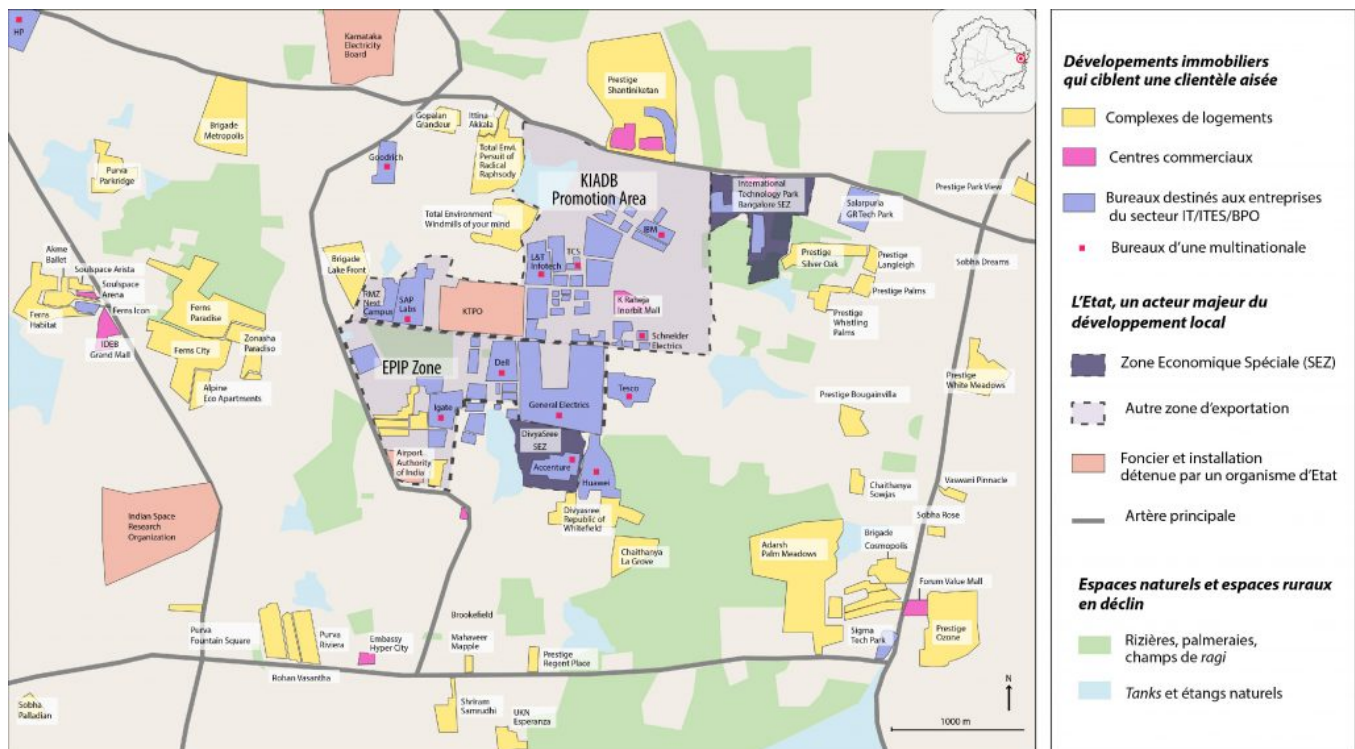 HP
Karnataka
Electricity
Board
Brigade
Metropolis
Purva
Parkridge
Gopalan
Grandeur
Ittina
Akkala
Goodrich
Total Envi.
Persuit of
Radical
Raphsody
Prestige
Shantiniketan
KIADB
Promotion Area
International
Technology Park
Bangalore SEZ
Salarpuria
GRTech Park
Prestige Park View
Total Environment
Windmills of your mind
IBM
TCS
L&T
Infotech
Prestige
Silver Oak
Prestige
Langleigh
Prestige Palms
Prestige
Whistling
Palms
Sobha Dreams
Akme
Ballet
Soulspace Arista
Soulspace
Arena
Ferns
Habitat
Ferns Icon
IDEB
Grand Mall
Ferns
Paradise
Ferns City
Zonasha
Paradiso
Alpine
Eco Apartments
Brigade
Lake Front
RMZ
Next
Campus
SAP
Labs
KTPO
K Raheja
Inorbit Mall
Schneider
Electrics
EPIP Zone
Dell
General Electrics
Tesco
Igate
Prestige
White Meadows
Prestige Bougainvilla
DivyaSree
SEZ
Accenture
Huawei
Airport
Authority
of India
Indian Space
Research
Organization
Divyasree
Republic of
Whitefield
Chaithanya
La Grove
Chaithanya
Sowjas
Vaswani Pinnacle
Sobha Rose
Adarsh
Palm Meadows
Brigade
Cosmopolis
Forum Value Mall
Prestige
Ozone
Sigma
Tech Park
Brookefield
Purva
Fountain Square
Purva
Riviera
Embassy
Hyper City
Mahaveer
Mapple
Prestige
Regent Place
Rohan Vasantha
Sobha
Palladian
Shriram
Samrudhi
UKN
Esperanza
N
1000 m
Dévelopements immobiliers
qui ciblent une clientèle aisée
Complexes de logements
Centres commerciaux
Bureaux destinés aux entreprises
du secteur IT/ITES/BPO
Bureaux d'une multinationale
L'Etat, un acteur majeur du
développement local
Zone Economique Spéciale (SEZ)
Autre zone d'exportation
Foncier et installation
détenue par un organisme d'Etat
Artère principale
Espaces naturels et espaces ruraux
en déclin
Rizières, palmeraies,
champs de ragi
Tanks et étangs naturels